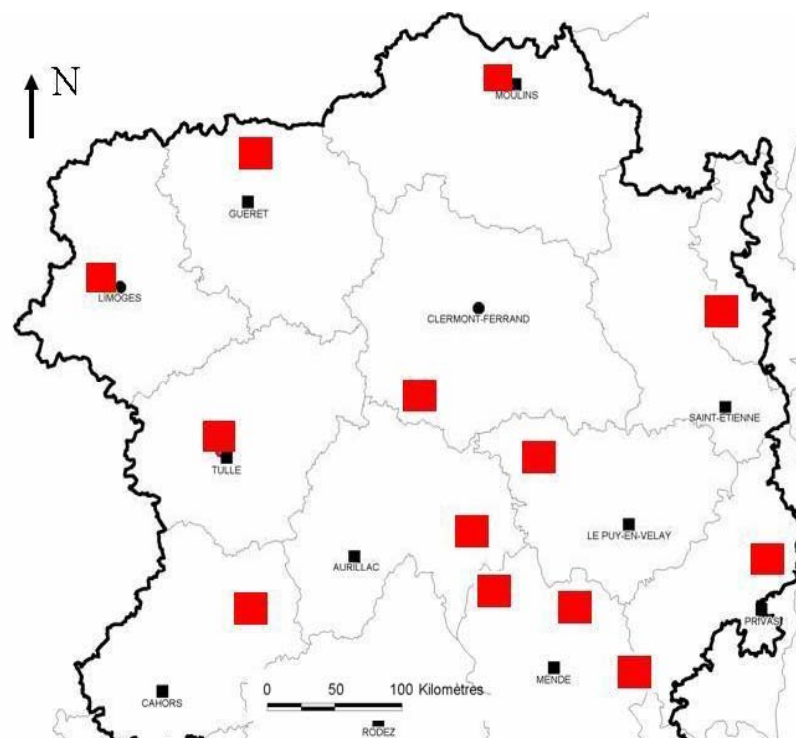 N
MOULINS
GUERET
LIMOGES
CLERMONT-FERRAND
SAINT-ETIENNE
TULLE
LE PUY-EN-VELAY
AURILLAC
PRIVAS
MENDE
0 50 100 Kilomètres
CAHORS
RODEZ